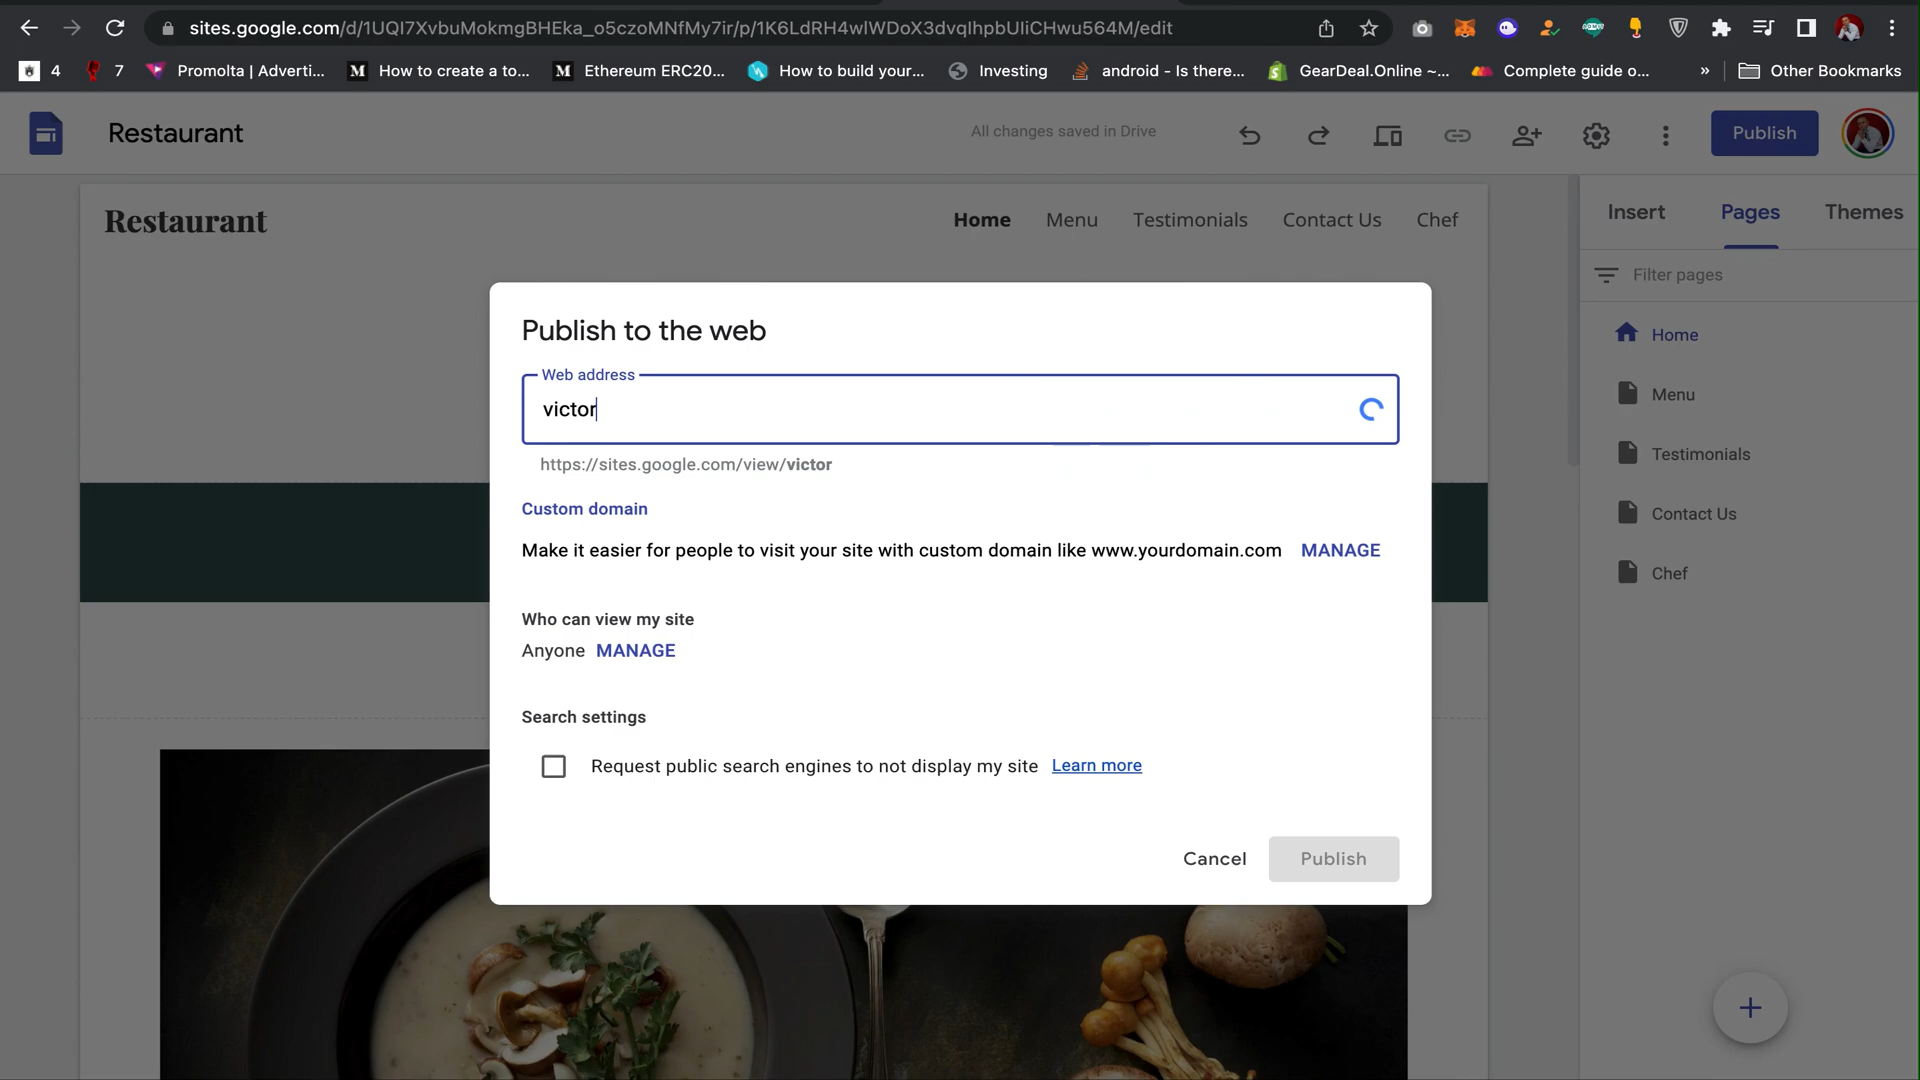 sites.google.com/d/1UQI7XvbuMokmgBHEka_o5czoMNfMy7ir/p/1K6LdRH4wlWDoX3dvqIhpbUIiCHwu564M/edit
4 7 Promolta | Adverti... How to create a to... Ethereum ERC20... How to build your... Investing android - Is there... GearDeal.Online ~... Complete guide o... » Other Bookmarks
Restaurant All changes saved in Drive Publish
Restaurant Home Menu Testimonials Contact Us Chef
Insert Pages Themes
Filter pages
Home
Menu
Testimonials
Contact Us
Chef
Publish to the web
Web address
victor
https://sites.google.com/view/victor
Custom domain
Make it easier for people to visit your site with custom domain like www.yourdomain.com MANAGE
Who can view my site
Anyone MANAGE
Search settings
Request public search engines to not display my site Learn more
Cancel Publish